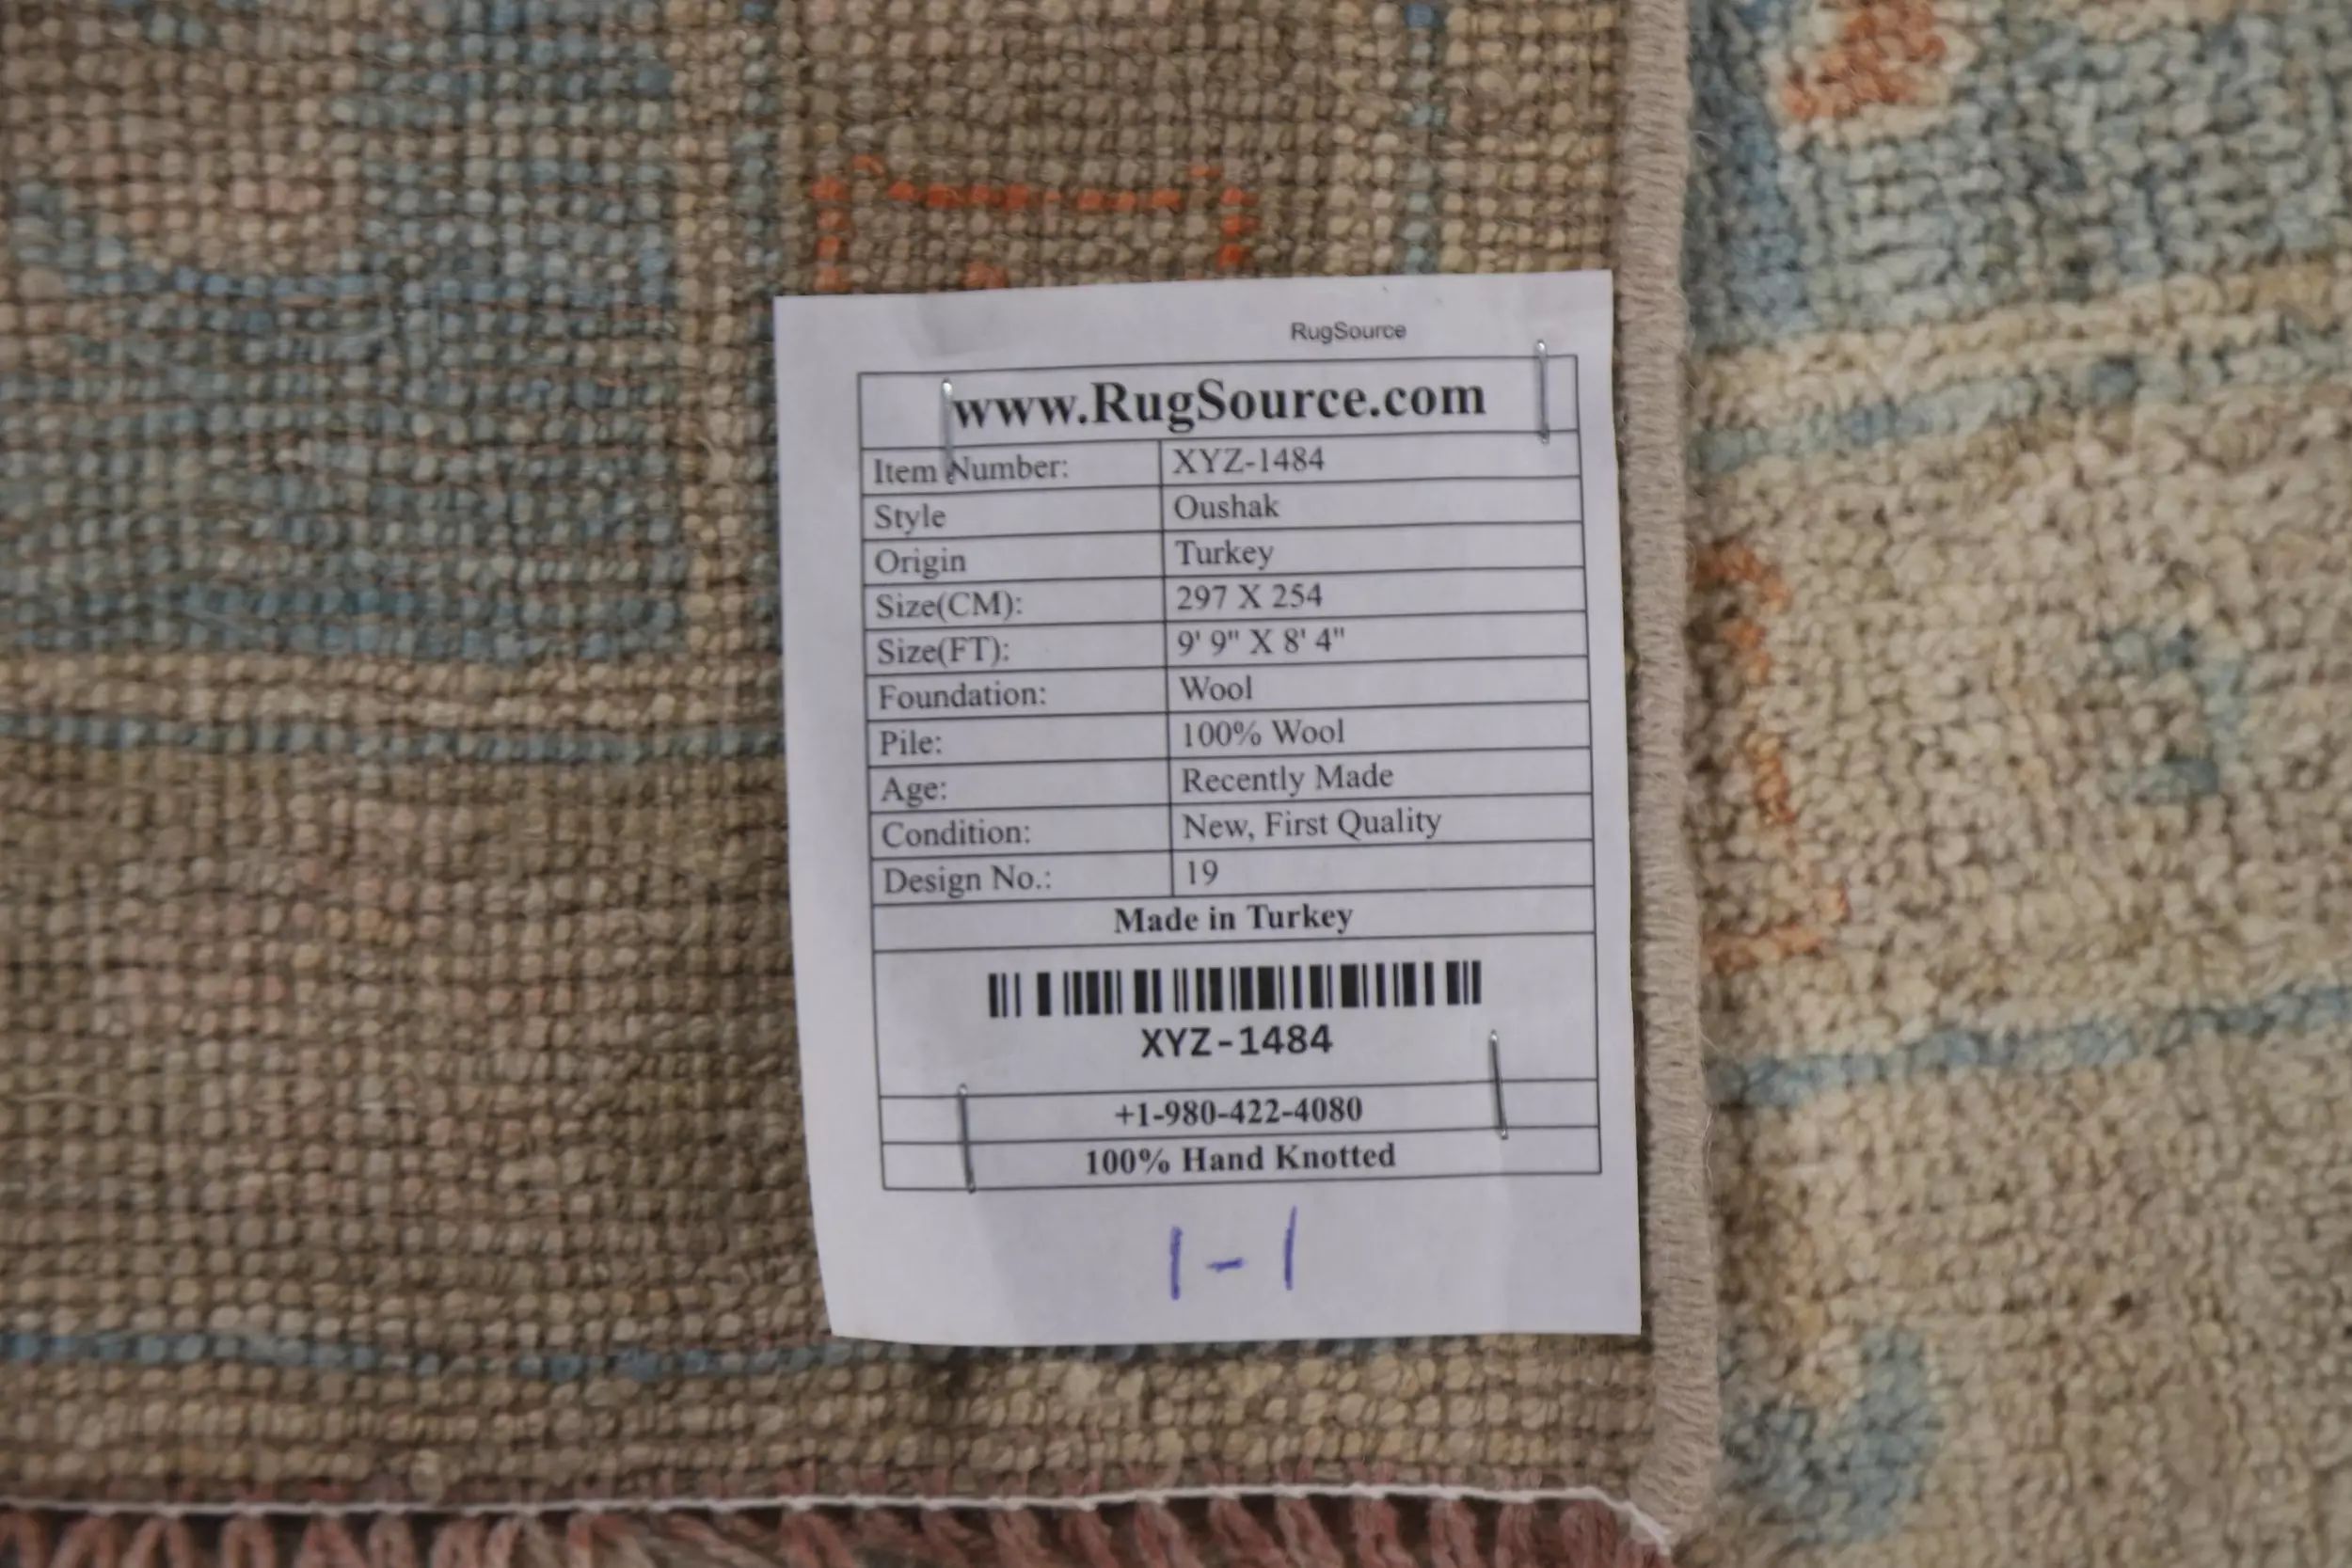 RugSource
www.RugSource.com
Item Number: XYZ-1484
Style Oushak
Origin Turkey
Size(CM): 297 X 254
Size(FT): 9' 9" X 8' 4"
Foundation: Wool
Pile: 100% Wool
Age: Recently Made
Condition: New, First Quality
Design No.: 19
Made in Turkey
XYZ-1484
+1-980-422-4080
100% Hand Knotted
1-1